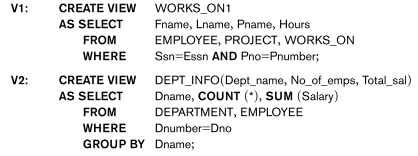 V1: CREATE VIEW WORKS_ON1
AS SELECT Fname, Lname, Pname, Hours
FROM EMPLOYEE, PROJECT, WORKS_ON
WHERE Ssn=Essn AND Pno=Pnumber;
V2: CREATE VIEW DEPT_INFO(Dept_name, No_of_emps, Total_sal)
AS SELECT Dname, COUNT (*), SUM (Salary)
FROM DEPARTMENT, EMPLOYEE
WHERE Dnumber=Dno
GROUP BY Dname;